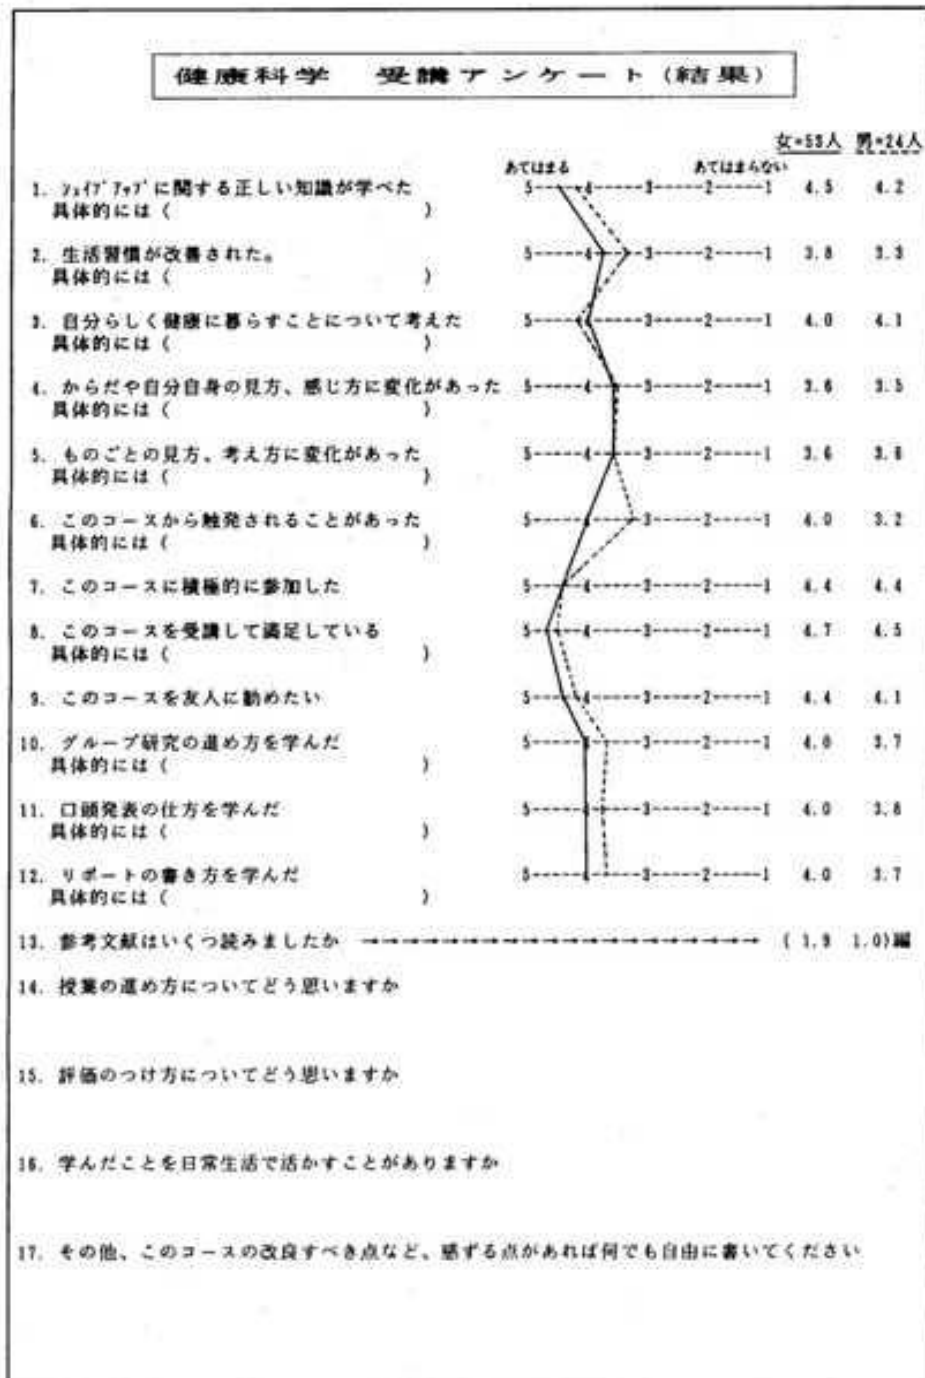 健康科学 受講アンケート(結果)
女=53人 男=24人
あてはまる あてはまらない
1. シェイプアップに関する正しい知識が学べた 5-----4-----3-----2-----1 4.5 4.2
具体的には ( )
2. 生活習慣が改善された。 5-----4-----3-----2-----1 3.8 3.3
具体的には ( )
3. 自分らしく健康に暮らすことについて考えた 5-----4-----3-----2-----1 4.0 4.1
具体的には ( )
4. からだや自分自身の見方、感じ方に変化があった 5-----4-----3-----2-----1 3.6 3.5
具体的には ( )
5. ものごとの見方、考え方に変化があった 5-----4-----3-----2-----1 3.6 3.6
具体的には ( )
6. このコースから触発されることがあった 5-----4-----3-----2-----1 4.0 3.2
具体的には ( )
7. このコースに積極的に参加した 5-----4-----3-----2-----1 4.4 4.4
8. このコースを受講して満足している 5-----4-----3-----2-----1 4.7 4.5
具体的には ( )
9. このコースを友人に勧めたい 5-----4-----3-----2-----1 4.4 4.1
10. グループ研究の進め方を学んだ 5-----4-----3-----2-----1 4.0 3.7
具体的には ( )
11. 口頭発表の仕方を学んだ 5-----4-----3-----2-----1 4.0 3.8
具体的には ( )
12. リポートの書き方を学んだ 5-----4-----3-----2-----1 4.0 3.7
具体的には ( )
13. 参考文献はいくつ読みましたか ( 1.9 1.0)編
14. 授業の進め方についてどう思いますか
15. 評価のつけ方についてどう思いますか
16. 学んだことを日常生活で活かすことがありますか
17. その他、このコースの改良すべき点など、感ずる点があれば何でも自由に書いてください